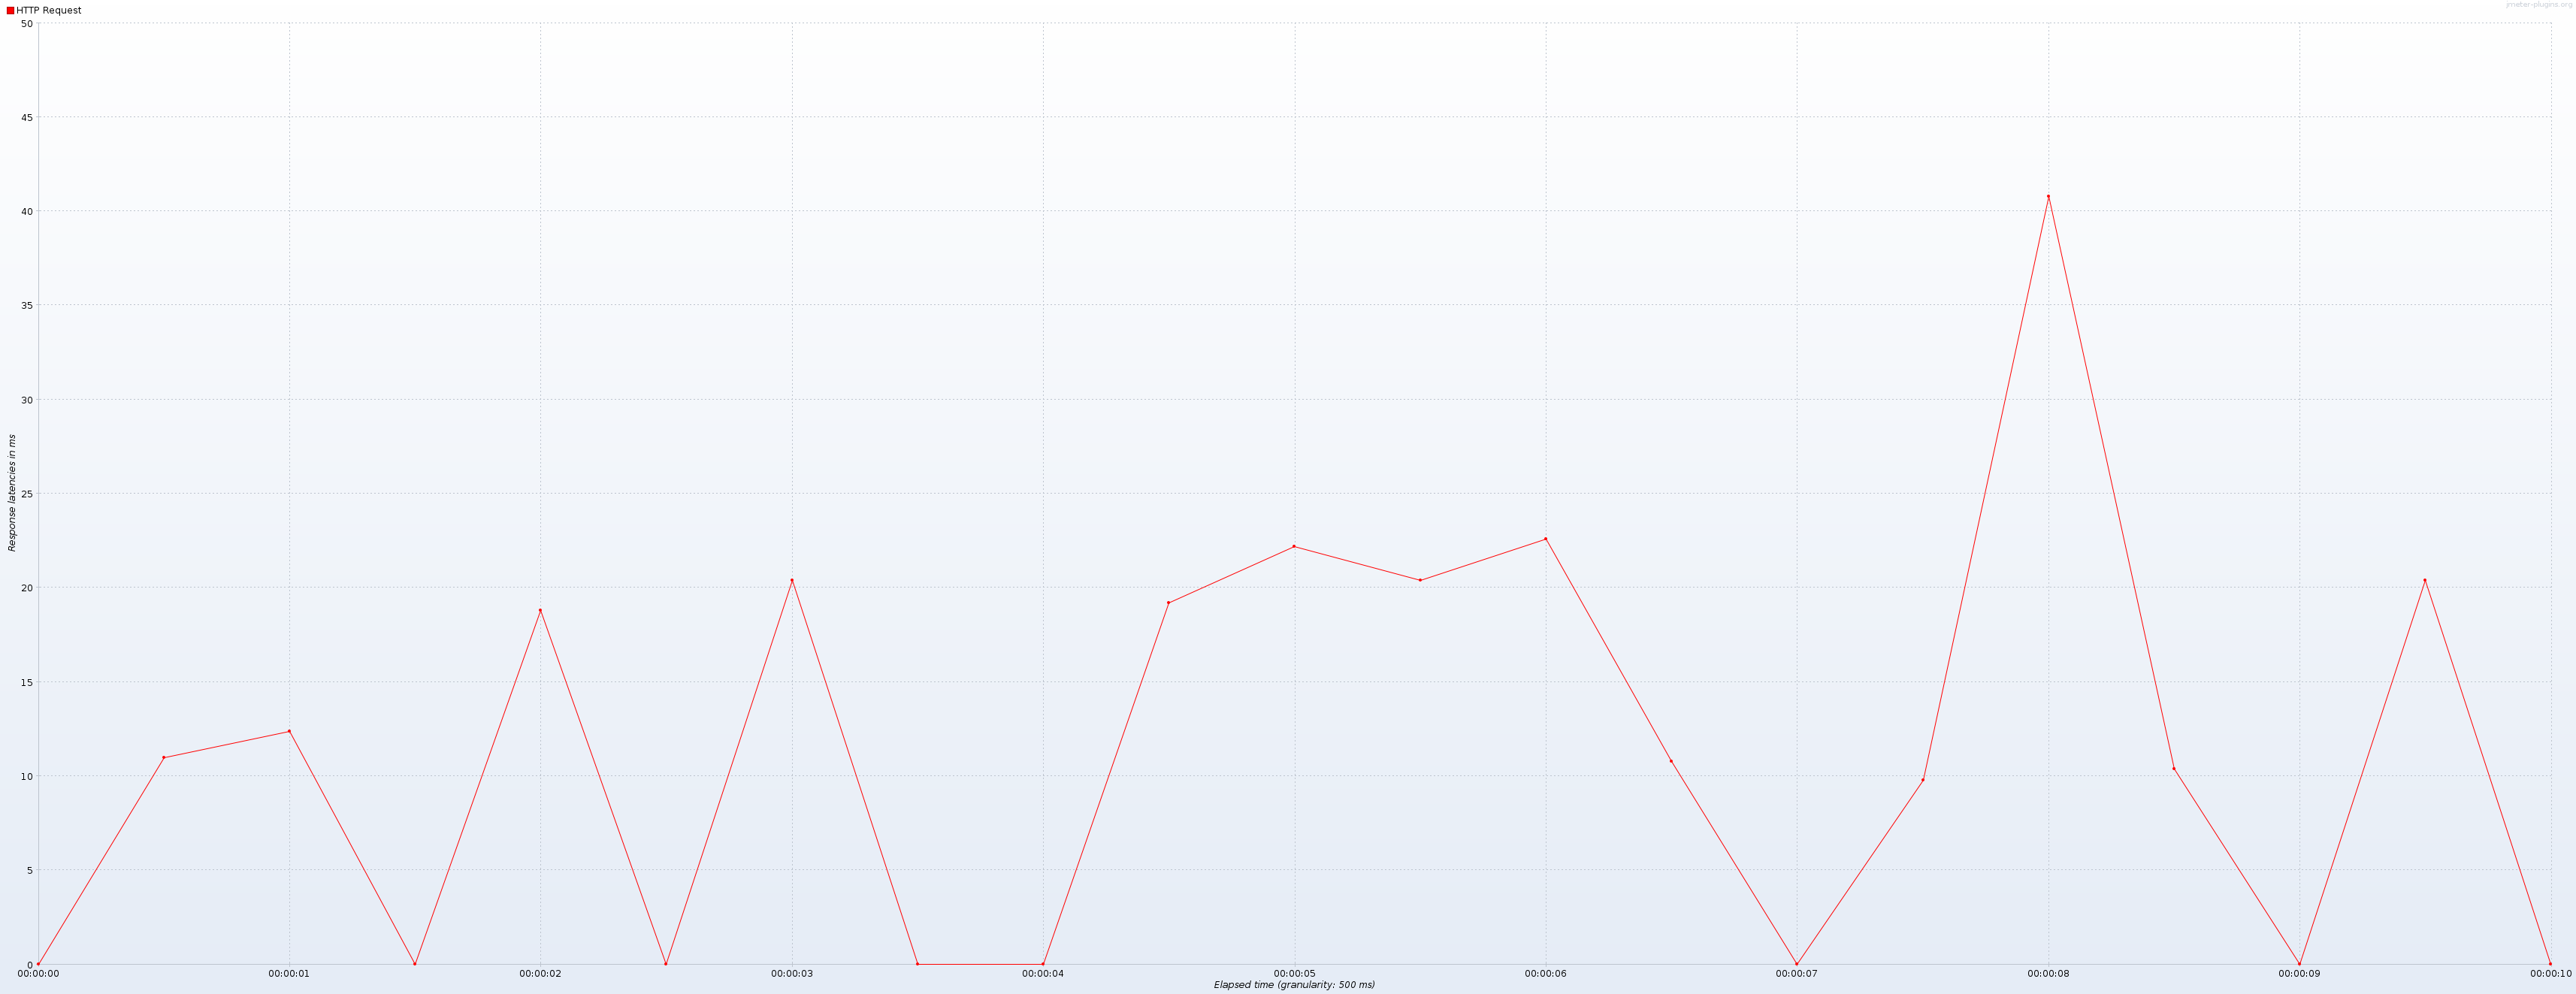 HTTP Request
jmeter-plugins.org
50
45
40
35
30
25
20
15
10
5
0
Response latencies in ms
00:00:00 00:00:01 00:00:02 00:00:03 00:00:04 00:00:05 00:00:06 00:00:07 00:00:08 00:00:09 00:00:10
Elapsed time (granularity: 500 ms)